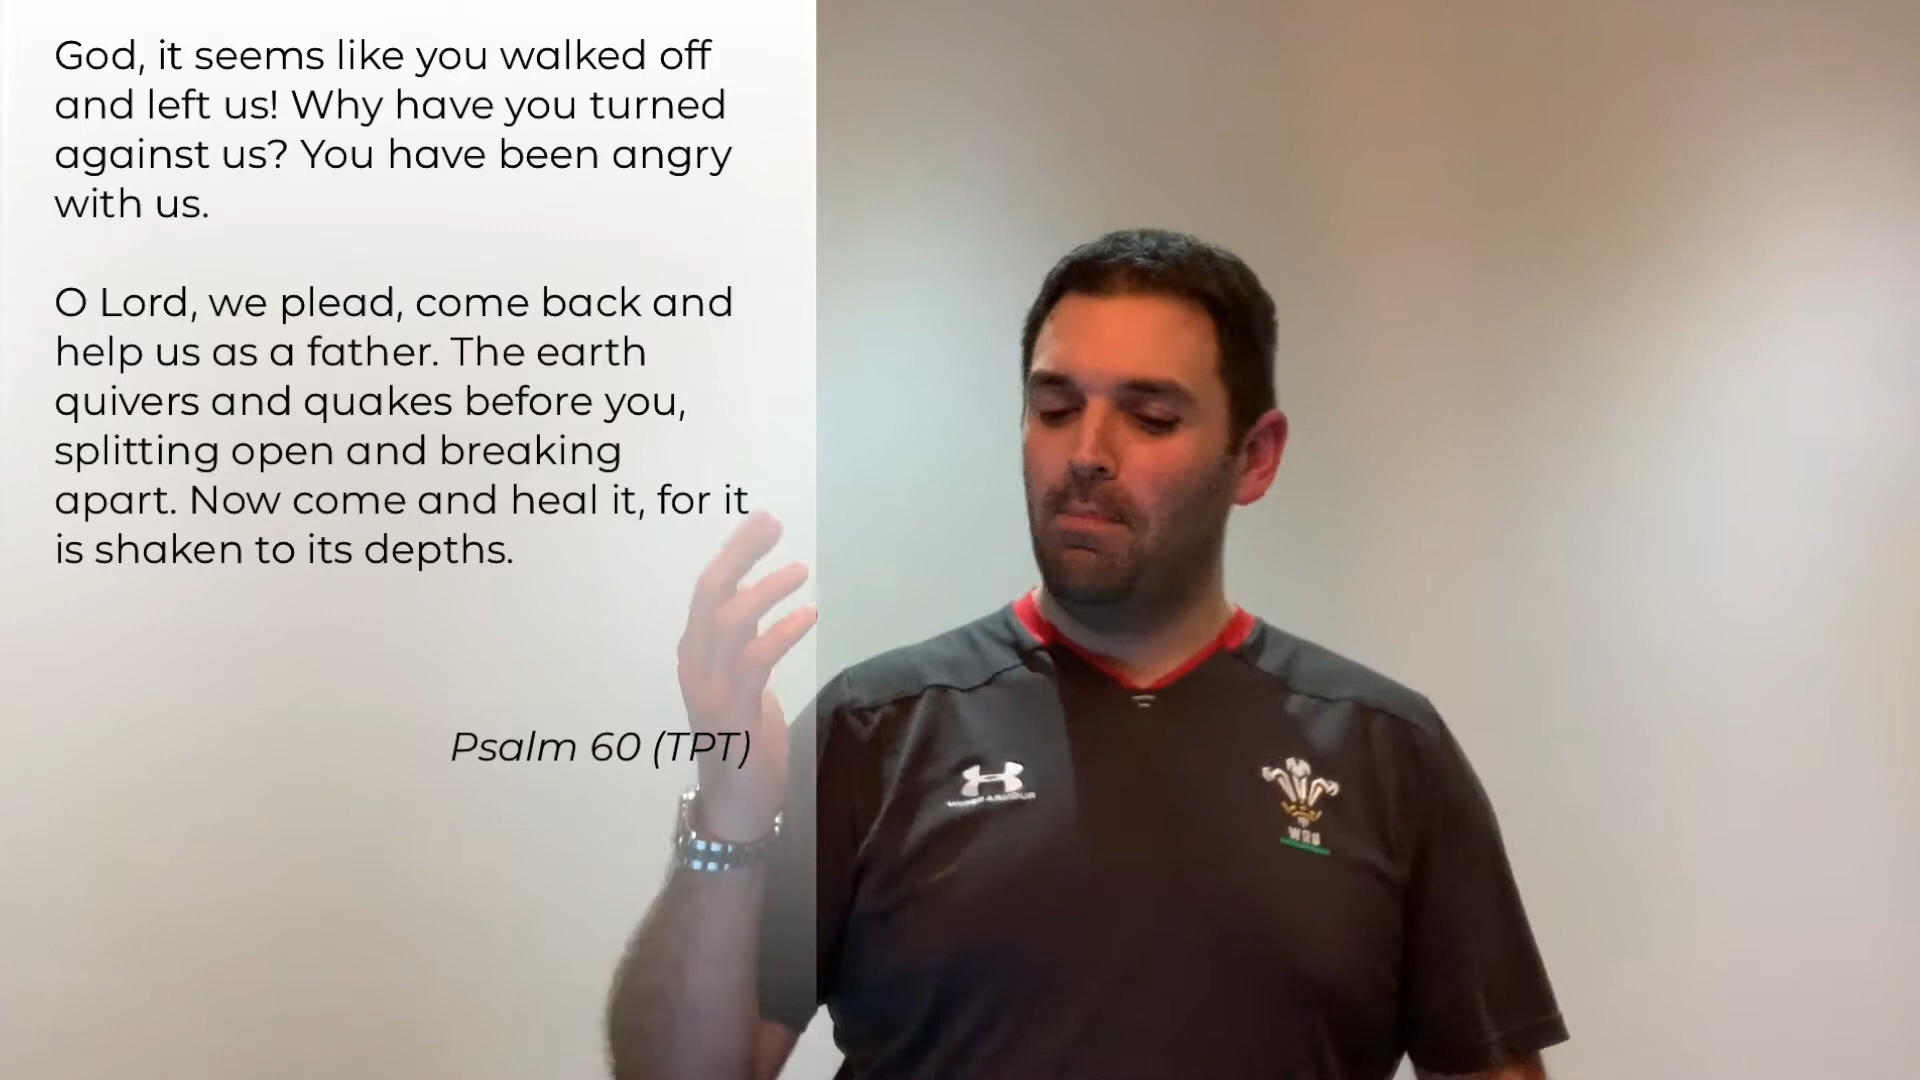 God, it seems like you walked off
and left us! Why have you turned
against us? You have been angry
with us.
O Lord, we plead, come back and
help us as a father. The earth
quivers and quakes before you,
splitting open and breaking
apart. Now come and heal it, for it
is shaken to its depths.
Psalm 60 (TPT)
UNDER ARMOUR